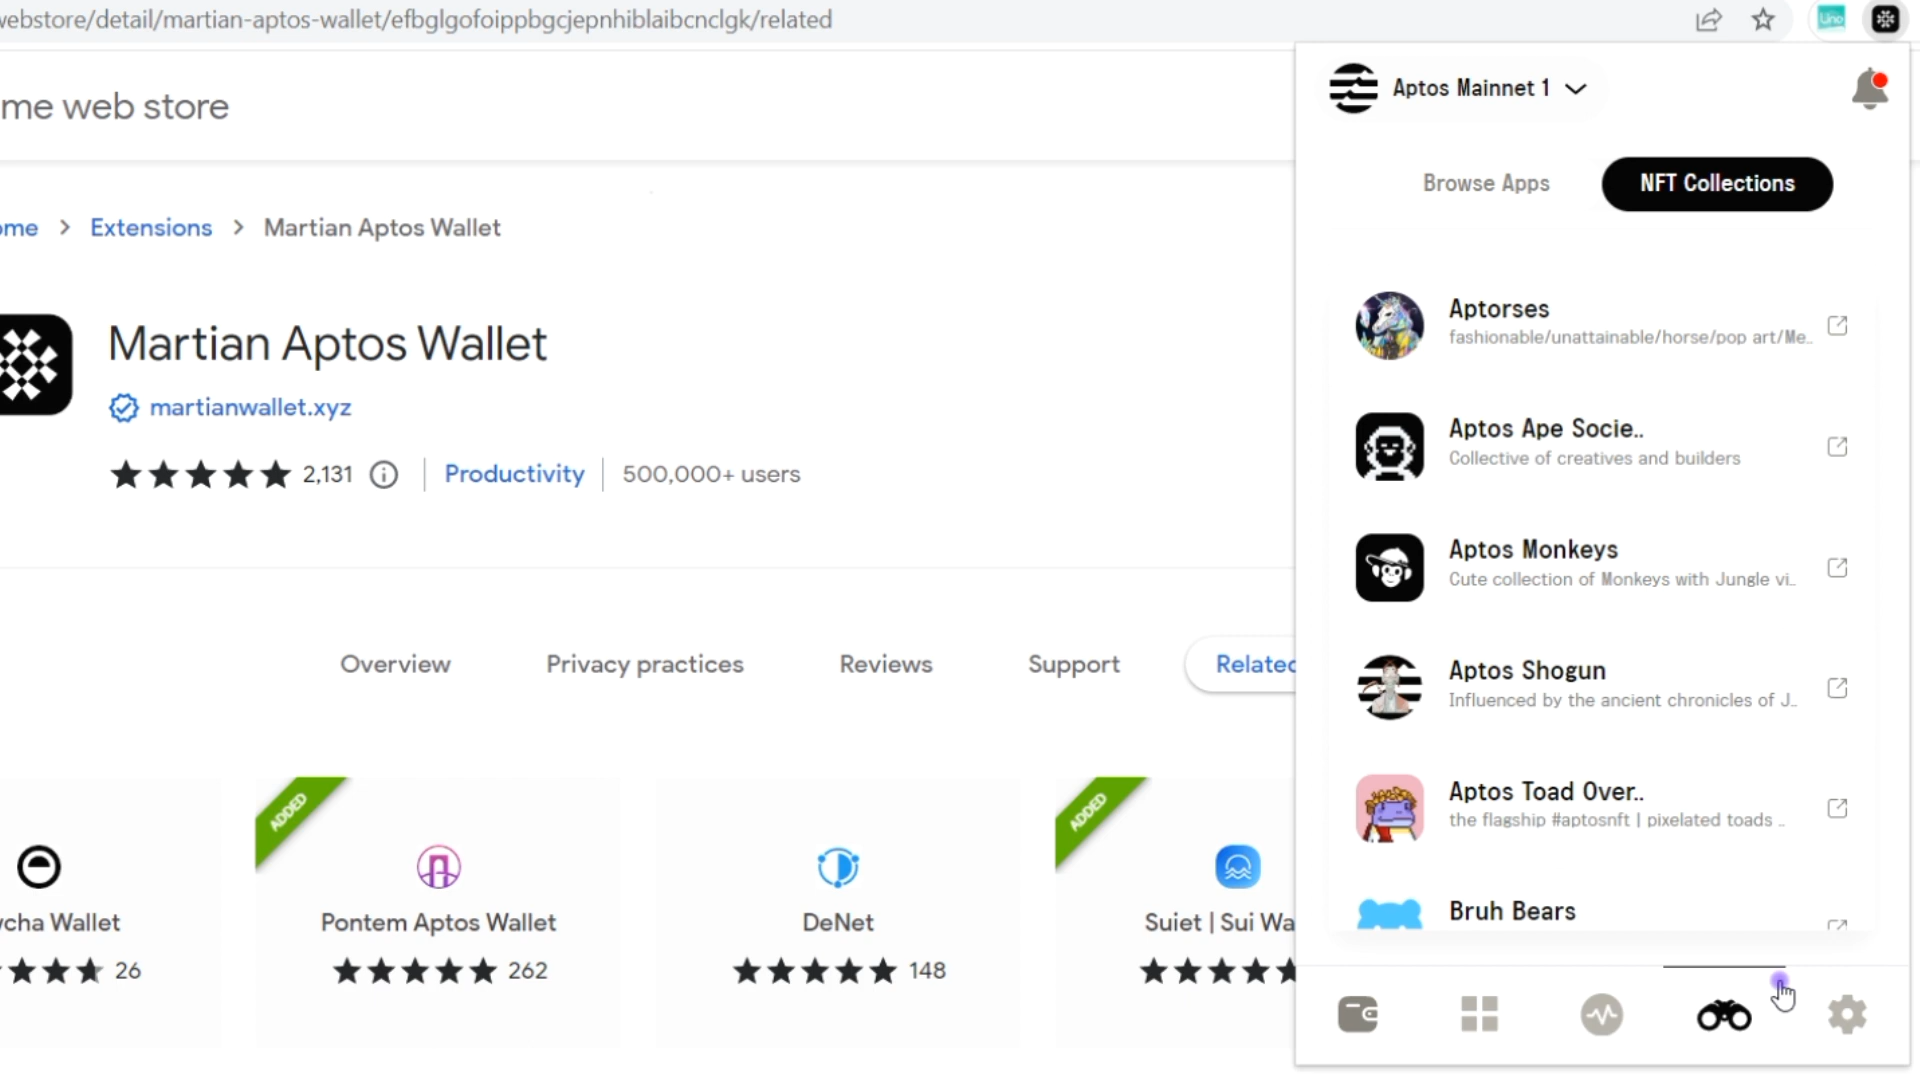 webstore/detail/martian-aptos-wallet/efbglgofoippbgcjepnhiblaibcnclgk/related
Uno
me web store
Extensions > Martian Aptos Wallet
Martian Aptos Wallet
martianwallet.xyz
2,131
Productivity
500,000+ users
Overview
Privacy practices
Reviews
Support
Related
ycha Wallet
26
ADDED
Pontem Aptos Wallet
262
DeNet
148
ADDED
Suiet | Sui Wa
Aptos Mainnet 1
Browse Apps
NFT Collections
Aptorses
fashionable/unattainable/horse/pop art/Me..
Aptos Ape Socie..
Collective of creatives and builders
Aptos Monkeys
Cute collection of Monkeys with Jungle vi..
Aptos Shogun
Influenced by the ancient chronicles of J..
Aptos Toad Over..
the flagship #aptosnft | pixelated toads ..
Bruh Bears